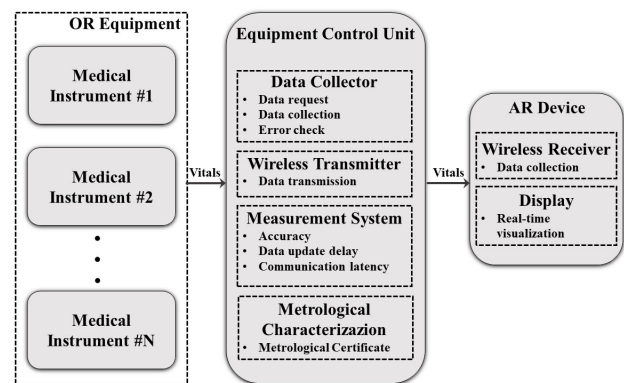 OR Equipment
Medical
Instrument #1
Medical
Instrument #2
Medical
Instrument #N
Vitals
Equipment Control Unit
Data Collector
• Data request
• Data collection
• Error check
Wireless Transmitter
• Data transmission
Measurement System
• Accuracy
• Data update delay
• Communication latency
Metrological
Characterizazion
• Metrological Certificate
Vitals
AR Device
Wireless Receiver
• Data collection
Display
• Real-time
visualization